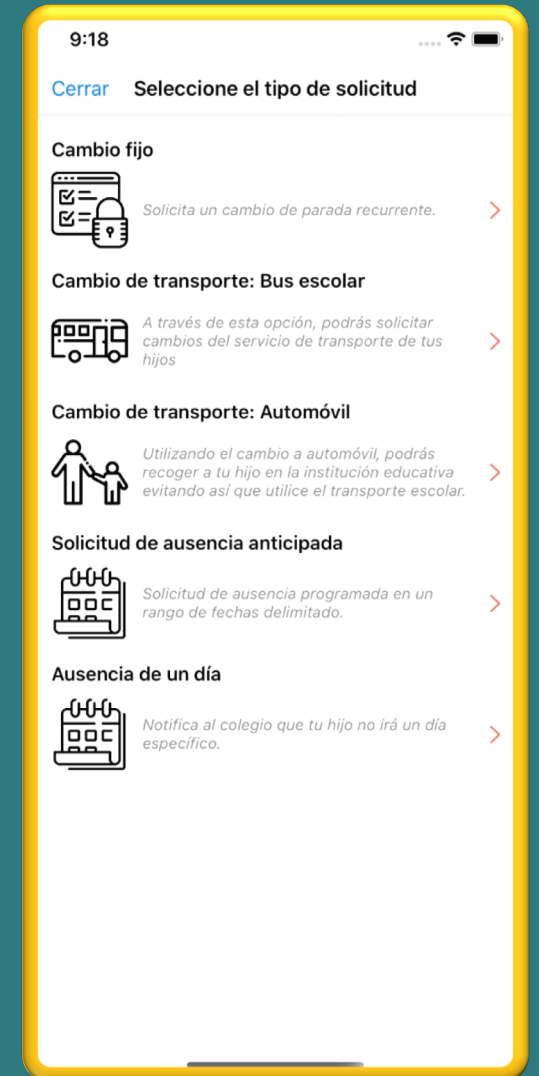 9:18
Cerrar Seleccione el tipo de solicitud
Cambio fijo
Solicita un cambio de parada recurrente.
Cambio de transporte: Bus escolar
A través de esta opción, podrás solicitar
cambios del servicio de transporte de tus
hijos
Cambio de transporte: Automóvil
Utilizando el cambio a automóvil, podrás
recoger a tu hijo en la institución educativa
evitando así que utilice el transporte escolar.
Solicitud de ausencia anticipada
Solicitud de ausencia programada en un
rango de fechas delimitado.
Ausencia de un día
Notifica al colegio que tu hijo no irá un día
específico.